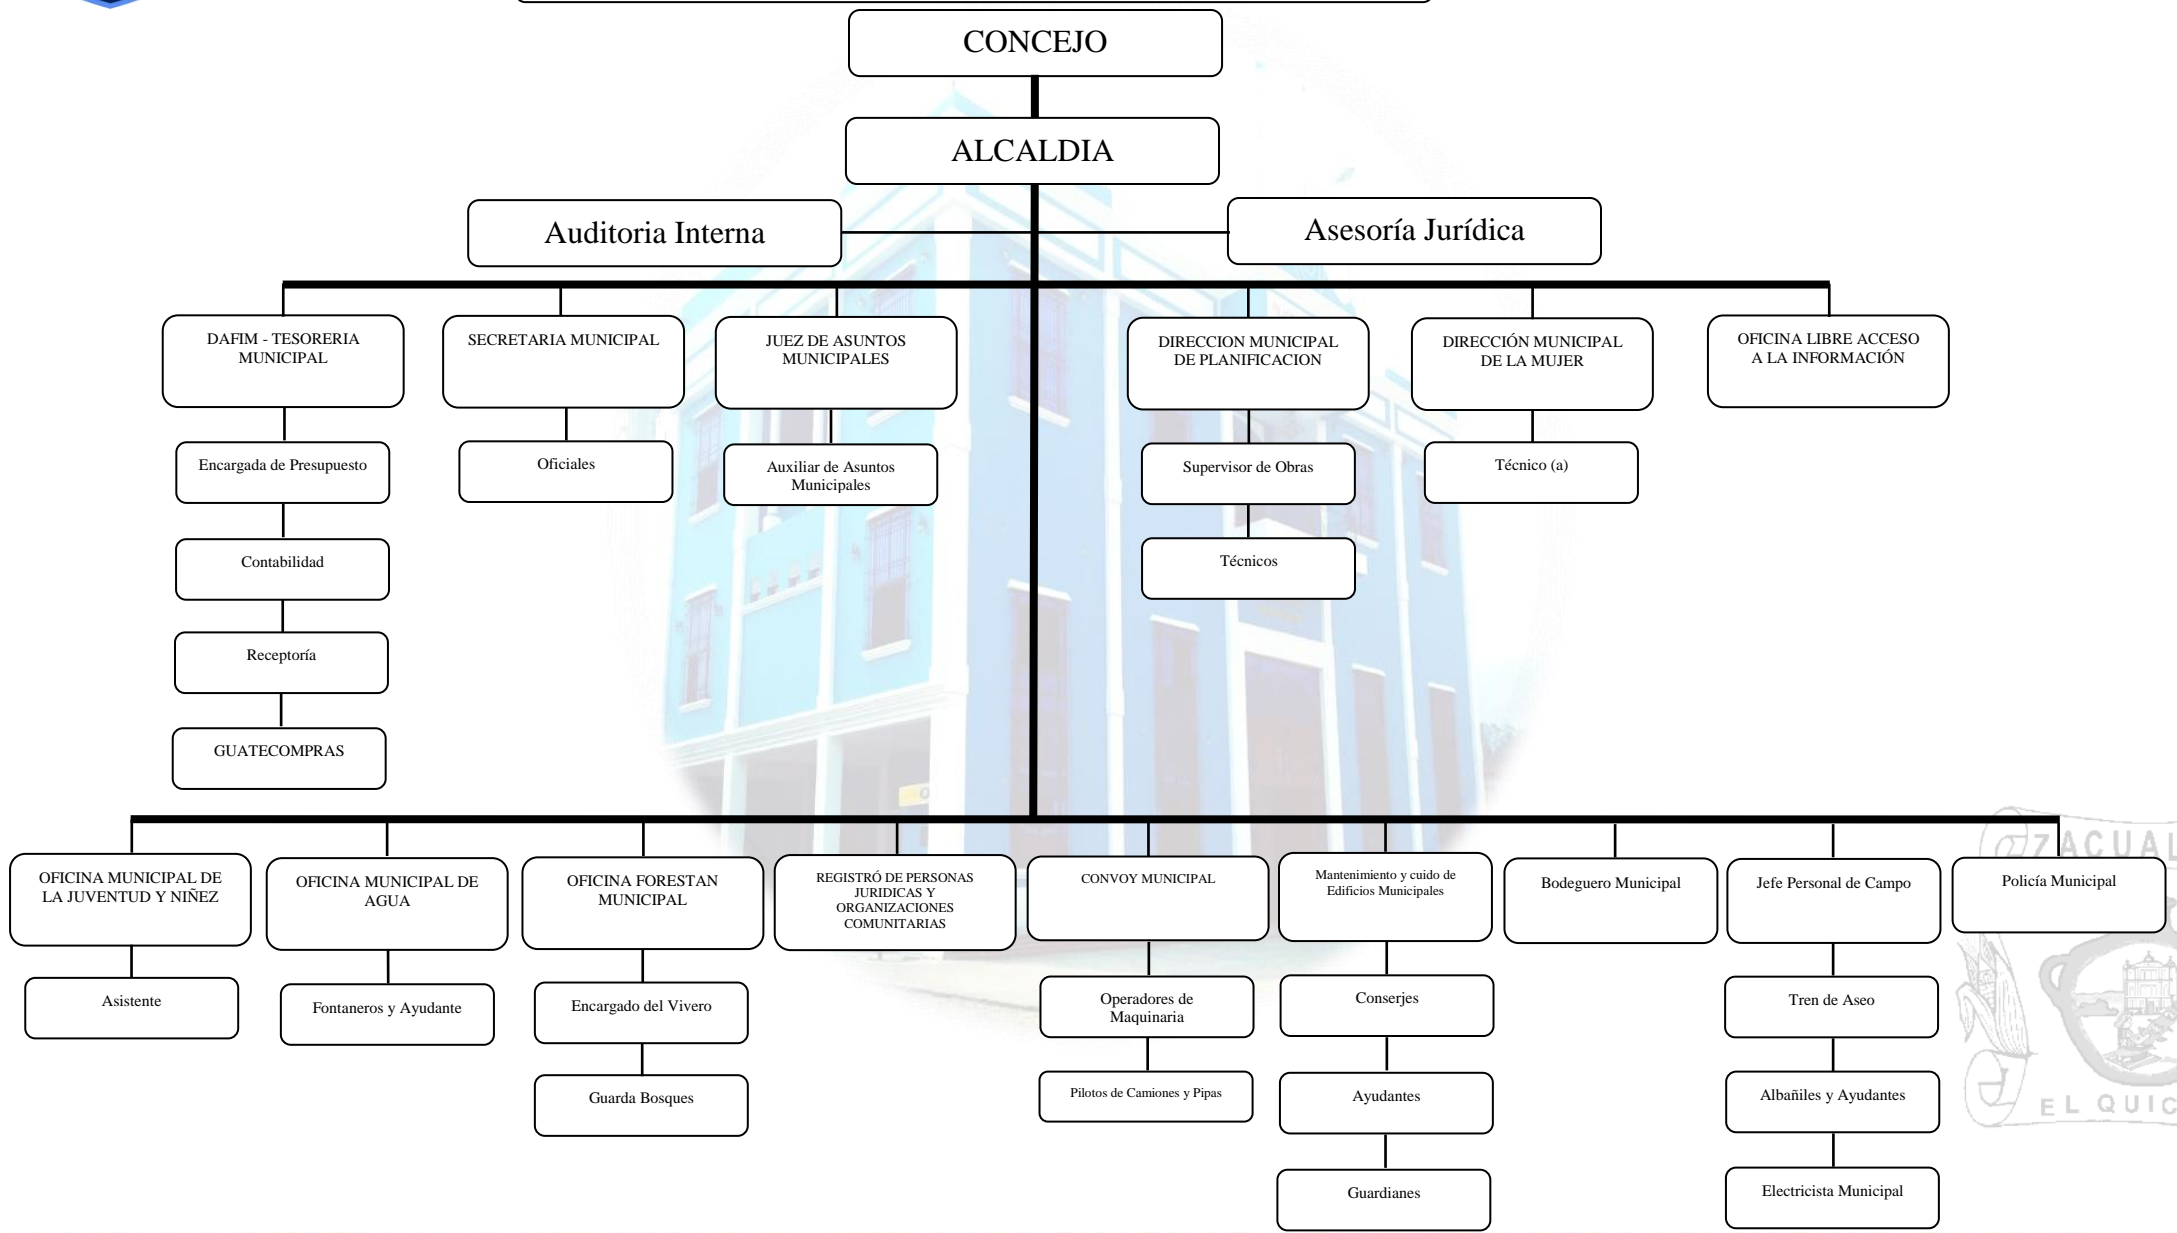 CONCEJO
ALCALDIA
Auditoria Interna
Asesoría Jurídica
DAFIM - TESORERIA
MUNICIPAL
SECRETARIA MUNICIPAL
JUEZ DE ASUNTOS
MUNICIPALES
DIRECCION MUNICIPAL
DE PLANIFICACION
DIRECCIÓN MUNICIPAL
DE LA MUJER
OFICINA LIBRE ACCESO
A LA INFORMACIÓN
Encargada de Presupuesto
Oficiales
Auxiliar de Asuntos
Municipales
Supervisor de Obras
Técnico (a)
Contabilidad
Técnicos
Receptoría
GUATECOMPRAS
OFICINA MUNICIPAL DE
LA JUVENTUD Y NIÑEZ
OFICINA MUNICIPAL DE
AGUA
OFICINA FORESTAN
MUNICIPAL
REGISTRÓ DE PERSONAS
JURIDICAS Y
ORGANIZACIONES
COMUNITARIAS
CONVOY MUNICIPAL
Mantenimiento y cuido de
Edificios Municipales
Bodeguero Municipal
Jefe Personal de Campo
Policía Municipal
Asistente
Fontaneros y Ayudante
Encargado del Vivero
Operadores de
Maquinaria
Conserjes
Tren de Aseo
Guarda Bosques
Pilotos de Camiones y Pipas
Ayudantes
Albañiles y Ayudantes
Guardianes
Electricista Municipal
ZACUAL
EL QUIC